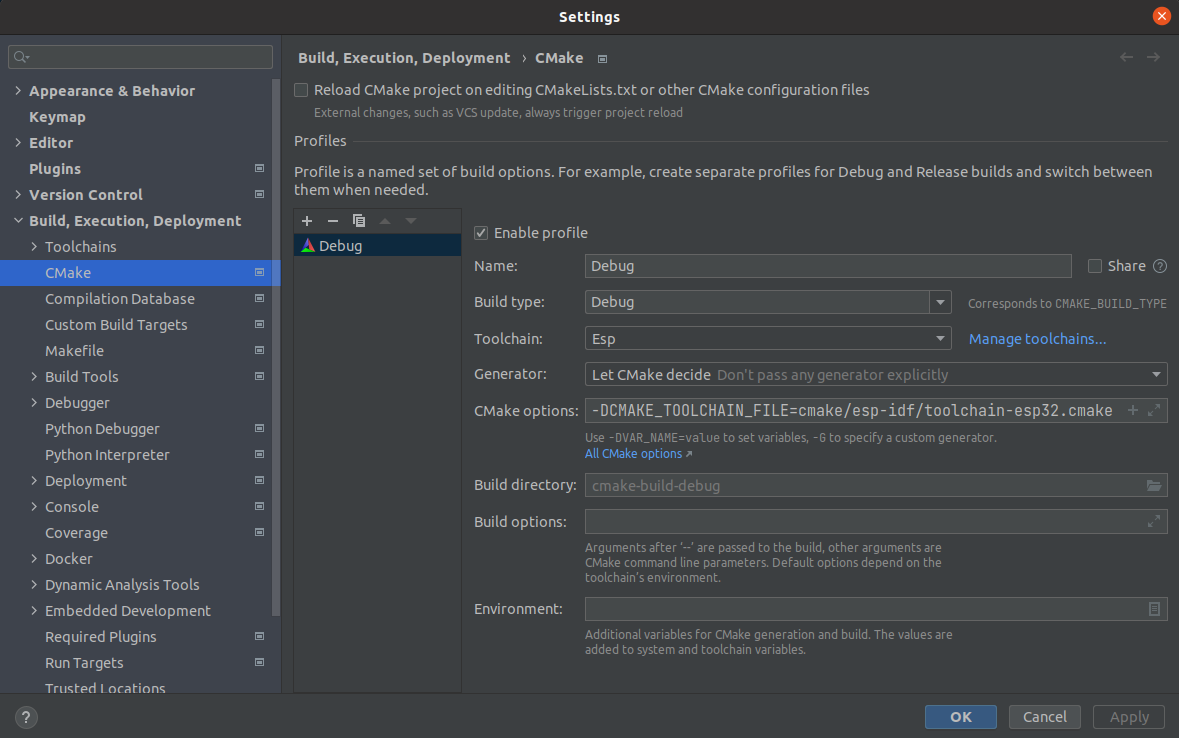 Settings
Appearance & Behavior
Keymap
Editor
Plugins
Version Control
Build, Execution, Deployment
Toolchains
CMake
Compilation Database
Custom Build Targets
Makefile
Build Tools
Debugger
Python Debugger
Python Interpreter
Deployment
Console
Coverage
Docker
Dynamic Analysis Tools
Embedded Development
Required Plugins
Run Targets
Trusted Locations
Build, Execution, Deployment › CMake
Reload CMake project on editing CMakeLists.txt or other CMake configuration files
External changes, such as VCS update, always trigger project reload
Profiles
Profile is a named set of build options. For example, create separate profiles for Debug and Release builds and switch between
them when needed.
Debug
Enable profile
Name: Debug Share ?
Build type: Debug Corresponds to CMAKE_BUILD_TYPE
Toolchain: Esp Manage toolchains...
Generator: Let CMake decide Don't pass any generator explicitly
CMake options: -DCMAKE_TOOLCHAIN_FILE=cmake/esp-idf/toolchain-esp32.cmake
Use -DVAR_NAME=value to set variables, -G to specify a custom generator.
All CMake options ↗
Build directory: cmake-build-debug
Build options:
Arguments after '--' are passed to the build, other arguments are
CMake command line parameters. Default options depend on the
toolchain's environment.
Environment:
Additional variables for CMake generation and build. The values are
added to system and toolchain variables.
? OK Cancel Apply